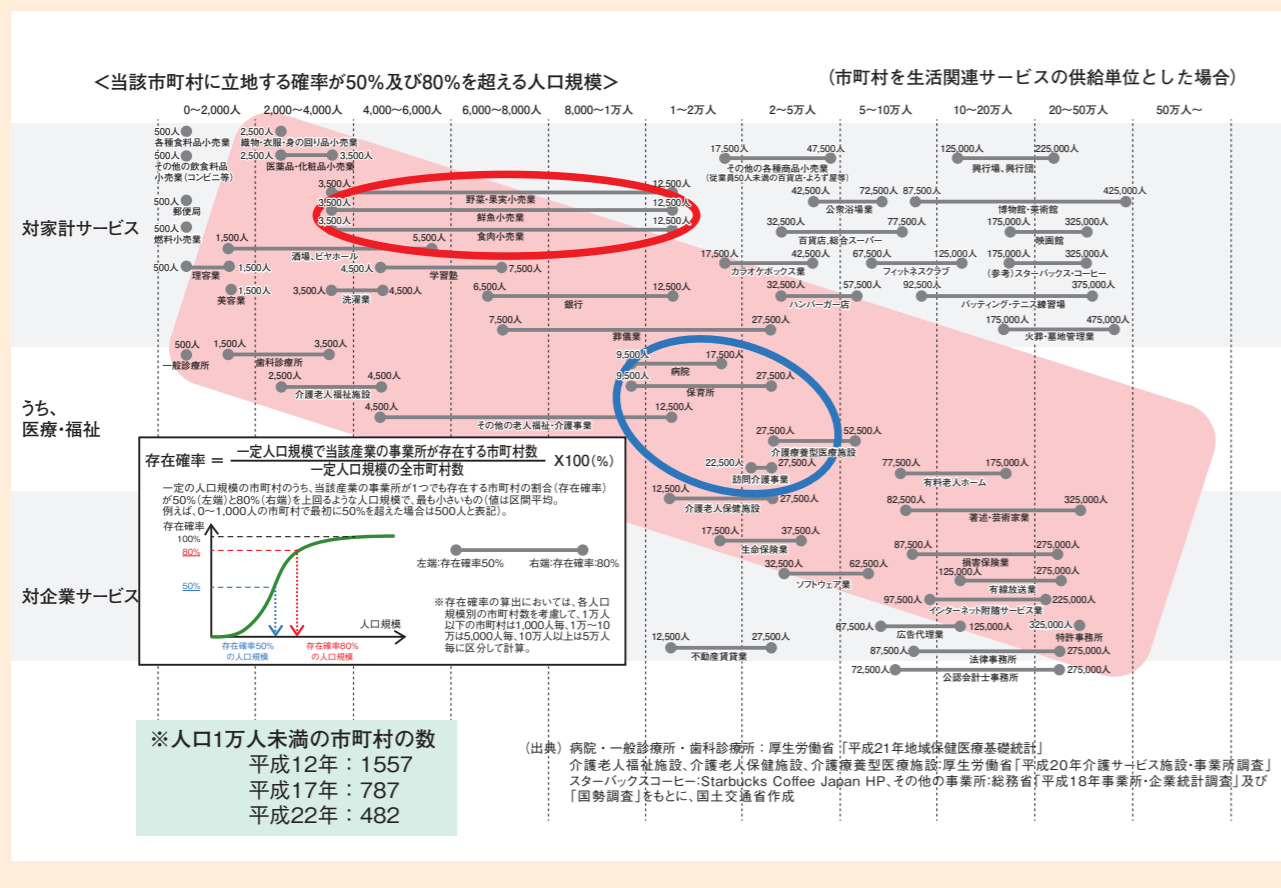 <当該市町村に立地する確率が50%及び80%を超える人口規模>
(市町村を生活関連サービスの供給単位とした場合)
0~2,000人 2,000~4,000人 4,000~6,000人 6,000~8,000人 8,000~1万人 1~2万人 2~5万人 5~10万人 10~20万人 20~50万人 50万人~
対家計サービス
500人
各種食料品小売業
2,500人
織物・衣服・身の回り品小売業
500人
その他の飲食料品
小売業(コンビニ等)
2,500人 3,500人
医薬品・化粧品小売業
17,500人 47,500人
その他の各種商品小売業
(従業員50人未満の百貨店・よろず屋等)
125,000人 225,000人
興行場、興行団
3,500人 12,500人
野菜・果実小売業
3,500人 12,500人
鮮魚小売業
3,500人 12,500人
食肉小売業
500人
郵便局
42,500人 72,500人
公衆浴場業
87,500人 425,000人
博物館・美術館
500人
燃料小売業
1,500人 5,500人
酒場、ビヤホール
32,500人 77,500人
百貨店、総合スーパー
175,000人 325,000人
映画館
500人 1,500人
理容業
4,500人 7,500人
学習塾
17,500人 42,500人
カラオケボックス業
67,500人 125,000人
フィットネスクラブ
175,000人 325,000人
(参考)スターバックス・コーヒー
1,500人
美容業
3,500人 4,500人
洗濯業
6,500人 12,500人
銀行
32,500人 57,500人
ハンバーガー店
92,500人 375,000人
バッティング・テニス練習場
7,500人 27,500人
葬儀業
175,000人 475,000人
火葬・墓地管理業
うち、
医療・福祉
500人
一般診療所
1,500人 3,500人
歯科診療所
9,500人 17,500人
病院
2,500人 4,500人
介護老人福祉施設
9,500人 27,500人
保育所
4,500人 12,500人
その他の老人福祉・介護事業
27,500人 52,500人
介護療養型医療施設
22,500人 27,500人
訪問介護事業
77,500人 175,000人
有料老人ホーム
12,500人 27,500人
介護老人保健施設
対企業サービス
82,500人 325,000人
著述・芸術家業
17,500人 37,500人
生命保険業
87,500人 275,000人
損害保険業
32,500人 62,500人
ソフトウェア業
125,000人 275,000人
有線放送業
97,500人 225,000人
インターネット附随サービス業
67,500人 125,000人
広告代理業
325,000人
特許事務所
12,500人 27,500人
不動産賃貸業
87,500人 275,000人
法律事務所
72,500人 275,000人
公認会計士事務所
存在確率 = 一定人口規模で当該産業の事業所が存在する市町村数 X100(%)
一定人口規模の全市町村数
一定の人口規模の市町村のうち、当該産業の事業所が1つでも存在する市町村の割合(存在確率)
が50%(左端)と80%(右端)を上回るような人口規模で、最も小さいもの(値は区間平均。
例えば、0~1,000人の市町村で最初に50%を超えた場合は500人と表記)。
存在確率
100%
80%
50%
人口規模
存在確率50%
の人口規模
存在確率80%
の人口規模
左端:存在確率50% 右端:存在確率:80%
※存在確率の算出においては、各人口
規模別の市町村数を考慮して、1万人
以下の市町村は1,000人毎、1万~10
万は5,000人毎、10万人以上は5万人
毎に区分して計算。
※人口1万人未満の市町村の数
平成12年:1557
平成17年:787
平成22年:482
(出典) 病院・一般診療所・歯科診療所:厚生労働省「平成21年地域保健医療基礎統計」
介護老人福祉施設、介護老人保健施設、介護療養型医療施設:厚生労働省「平成20年介護サービス施設・事業所調査」
スターバックスコーヒー:Starbucks Coffee Japan HP、その他の事業所:総務省「平成18年事業所・企業統計調査」及び
「国勢調査」をもとに、国土交通省作成